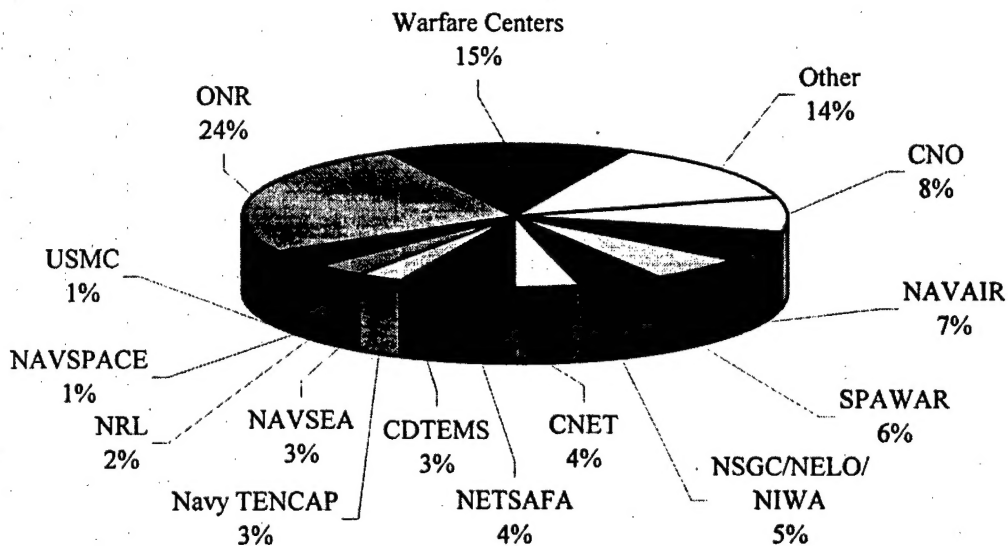 Warfare Centers
15%
Other
14%
ONR
24%
CNO
8%
USMC
1%
NAVAIR
7%
NAVSPACE
1%
SPAWAR
6%
NRL
2%
NAVSEA
3%
CDTEMS
3%
CNET
4%
NSGC/NELO/
NIWA
5%
Navy TENCAP
3%
NETSAFA
4%